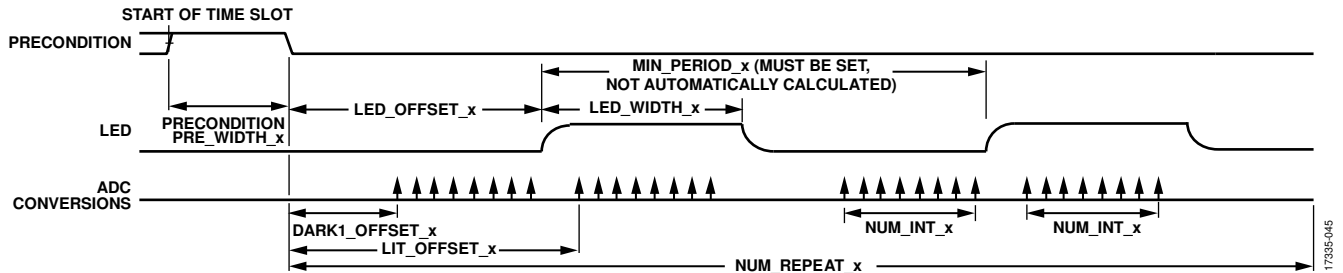 START OF TIME SLOT
PRECONDITION
MIN_PERIOD_x (MUST BE SET,
NOT AUTOMATICALLY CALCULATED)
LED_OFFSET_x
LED_WIDTH_x
PRECONDITION
PRE_WIDTH_x
LED
ADC
CONVERSIONS
DARK1_OFFSET_x
NUM_INT_x
NUM_INT_x
LIT_OFFSET_x
NUM_REPEAT_x
17335-045